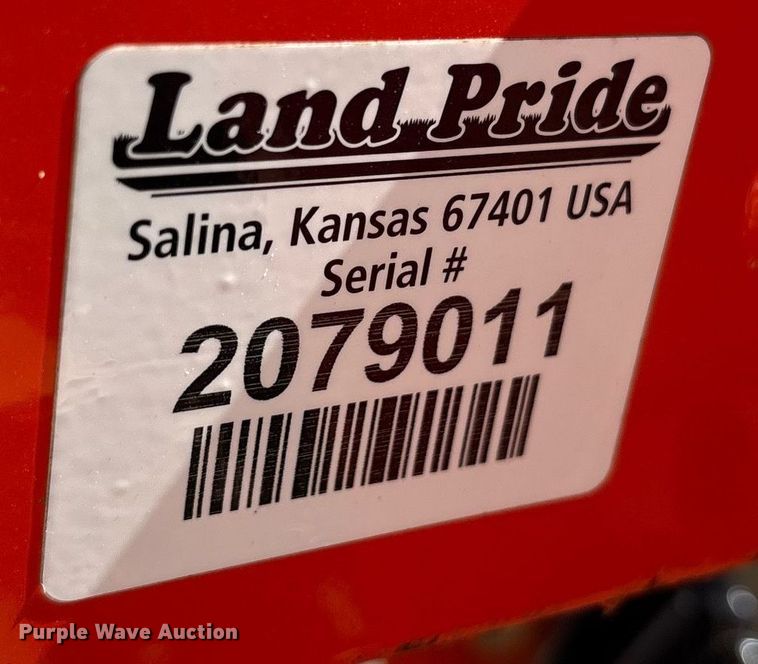 Land Pride
Salina, Kansas 67401 USA
Serial #
2079011
Purple Wave Auction